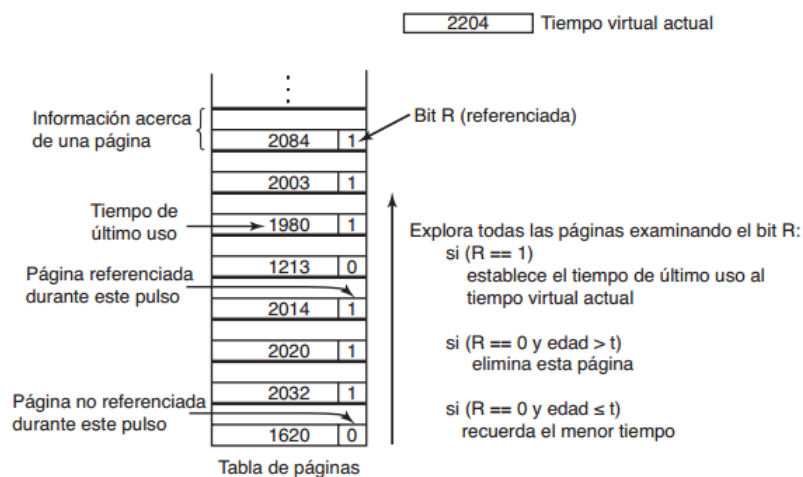 2204 Tiempo virtual actual
Información acerca
de una página
Bit R (referenciada)
2084 1
2003 1
Tiempo de
último uso
1980 1
1213 0
Página referenciada
durante este pulso
2014 1
2020 1
2032 1
Página no referenciada
durante este pulso
1620 0
Tabla de páginas
Explora todas las páginas examinando el bit R:
si (R == 1)
establece el tiempo de último uso al
tiempo virtual actual
si (R == 0 y edad > t)
elimina esta página
si (R == 0 y edad ≤ t)
recuerda el menor tiempo